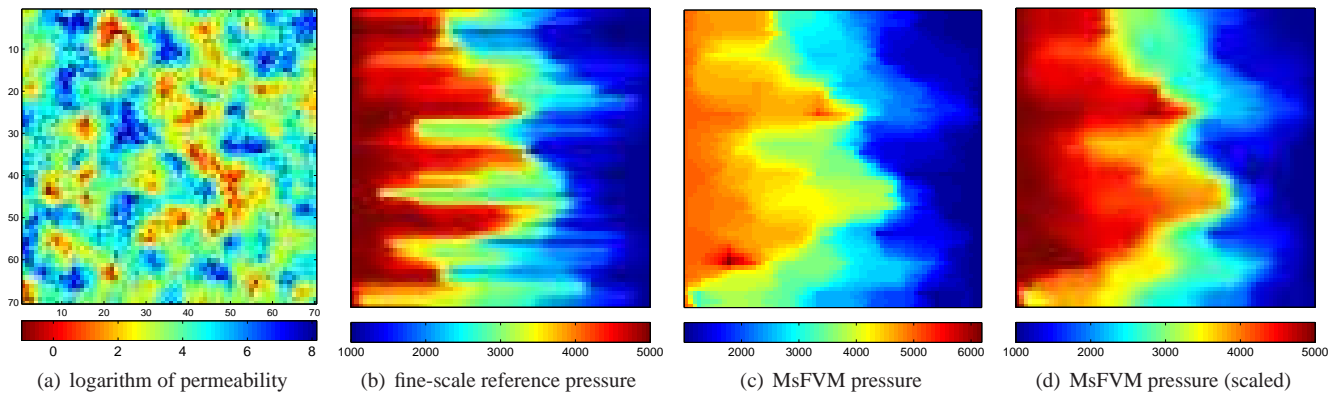 10
20
30
40
50
60
70
10 20 30 40 50 60 70
0 2 4 6 8
1000 2000 3000 4000 5000
2000 3000 4000 5000 6000
1000 2000 3000 4000 5000
(a) logarithm of permeability
(b) fine-scale reference pressure
(c) MsFVM pressure
(d) MsFVM pressure (scaled)